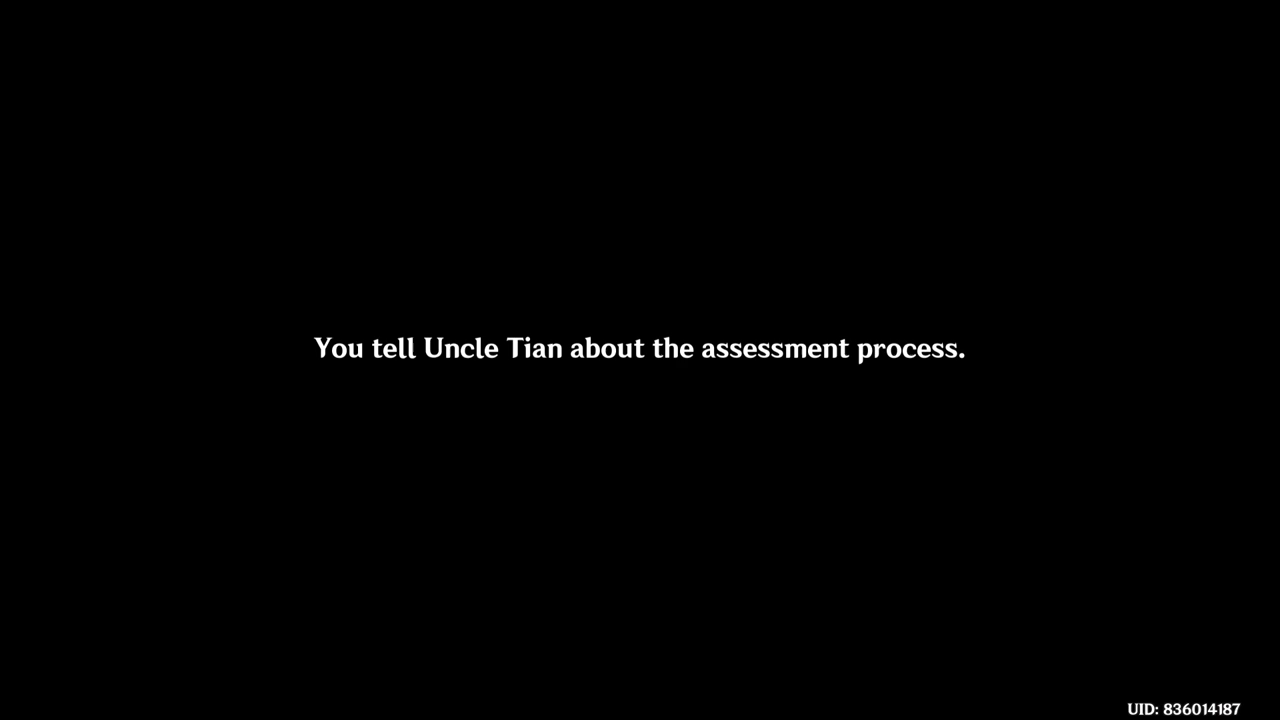 You tell Uncle Tian about the assessment process.
UID: 836014187